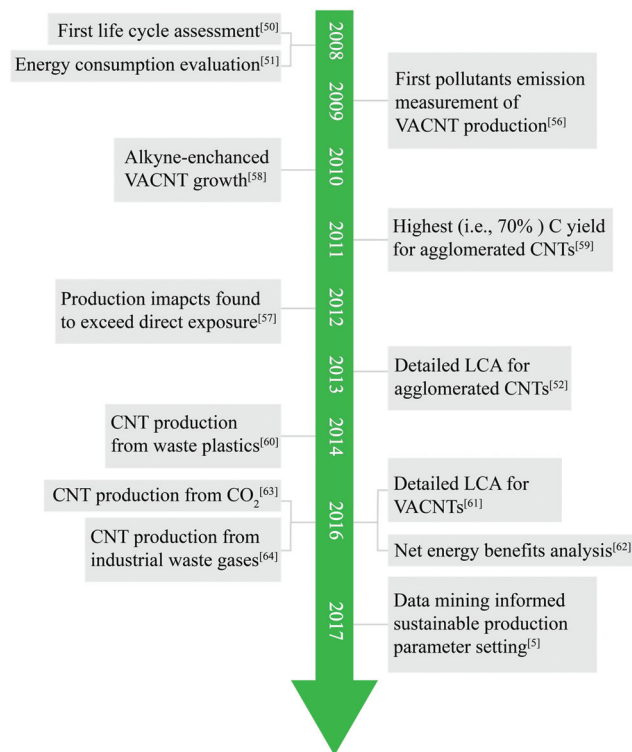 First life cycle assessment[50]
Energy consumption evaluation[51]
2008
2009
First pollutants emission
measurement of
VACNT production[56]
Alkyne-enchanced
VACNT growth[58]
2010
2011
Highest (i.e., 70% ) C yield
for agglomerated CNTs[59]
Production imapcts found
to exceed direct exposure[57]
2012
2013
Detailed LCA for
agglomerated CNTs[52]
CNT production
from waste plastics[60]
2014
CNT production from CO2[63]
CNT production from
industrial waste gases[64]
2016
Detailed LCA for
VACNTs[61]
Net energy benefits analysis[62]
2017
Data mining informed
sustainable production
parameter setting[5]